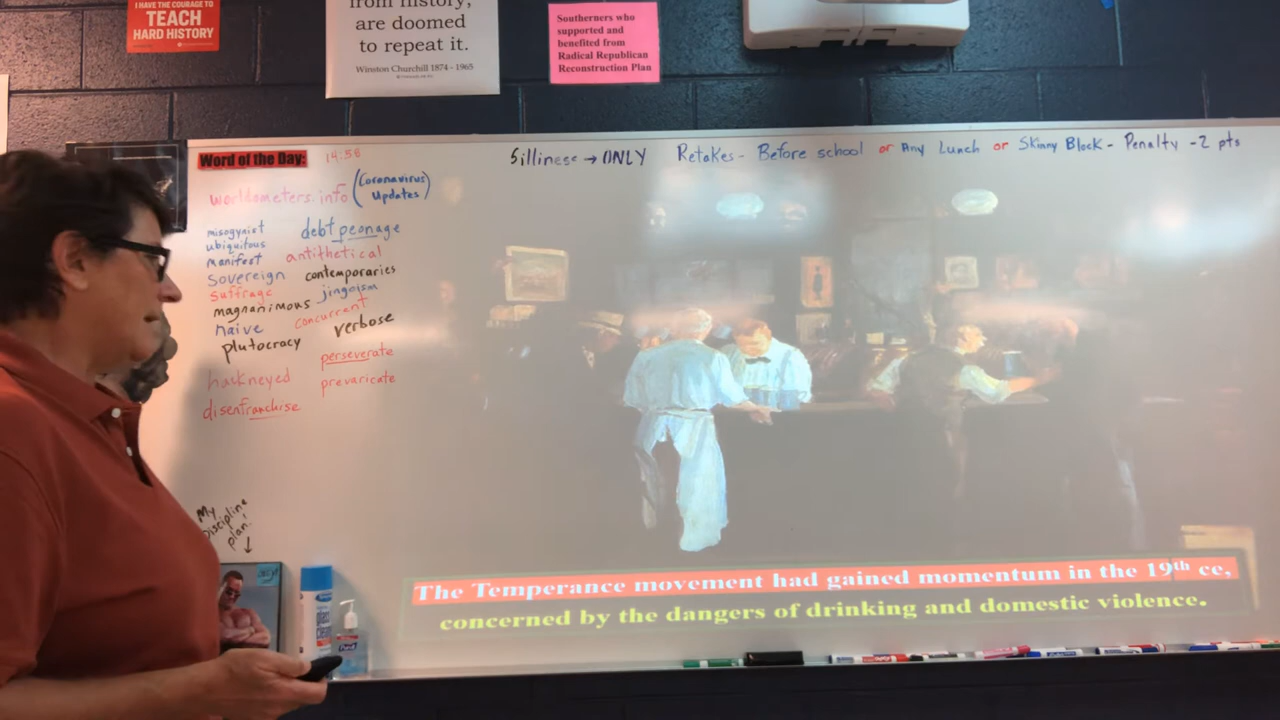 I HAVE THE COURAGE TO
TEACH
HARD HISTORY
from history,
are doomed
to repeat it.
Winston Churchill 1874 - 1965
Southerners who
supported and
benefited from
Radical Republican
Reconstruction Plan
Word of the Day:
14:58
Silliness → ONLY Retakes - Before school or Any Lunch or Skinny Block - Penalty -2 pts
worldometers.info (Coronavirus Updates)
misogynist
ubiquitous
manifest
sovereign
suffrage
magnanimous
naive
plutocracy
hackneyed
disenfranchise
debt peonage
antithetical
contemporaries
jingoism
concurrent
verbose
perseverate
prevaricate
My
Discipline
plan!
The Temperance movement had gained momentum in the 19th ce,
concerned by the dangers of drinking and domestic violence.